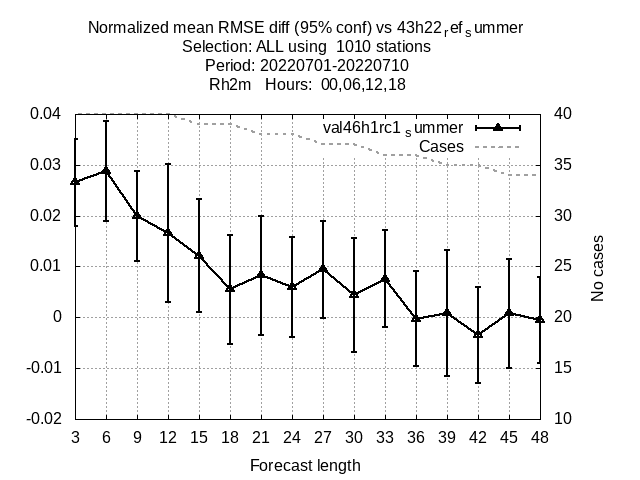 Normalized mean RMSE diff (95% conf) vs 43h22refsummer
Selection: ALL using 1010 stations
Period: 20220701-20220710
Rh2m Hours: 00,06,12,18
0.04 40
val46h1rc1summer
Cases
0.03 35
0.02 30
0.01 25
0 20
-0.01 15
-0.02 10
No cases
3 6 9 12 15 18 21 24 27 30 33 36 39 42 45 48
Forecast length